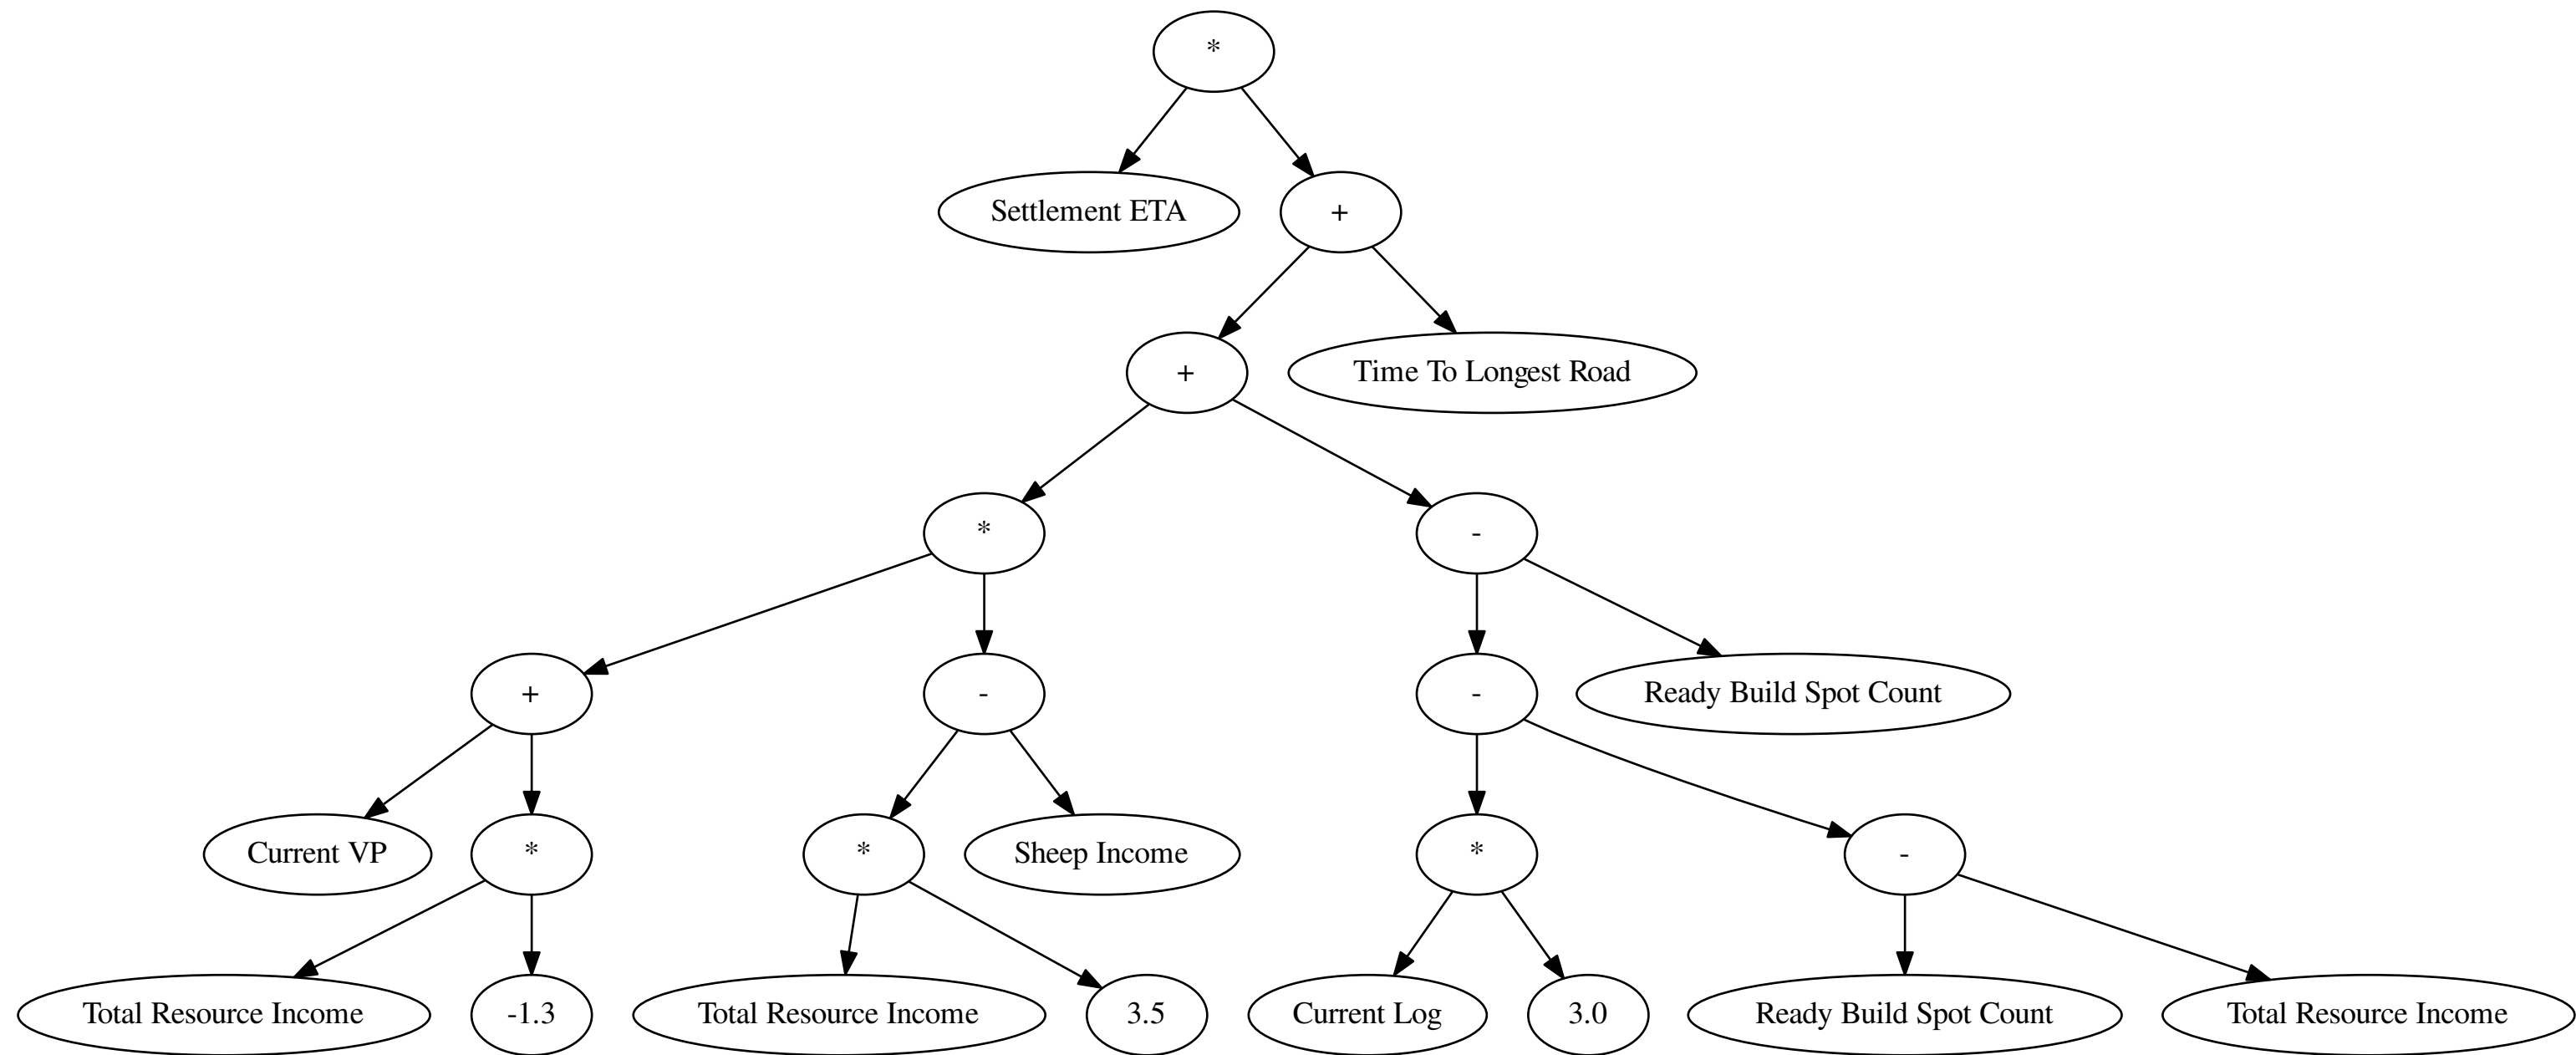 *
Settlement ETA
+
+
Time To Longest Road
*
-
+
-
-
Ready Build Spot Count
Current VP
*
*
Sheep Income
*
-
Total Resource Income
-1.3
Total Resource Income
3.5
Current Log
3.0
Ready Build Spot Count
Total Resource Income